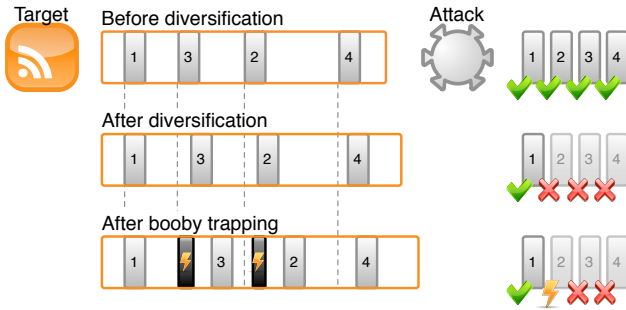 Target
Before diversification
Attack
1 3 2 4
1 2 3 4
After diversification
1 3 2 4
1 2 3 4
After booby trapping
1 3 2 4
1 2 3 4